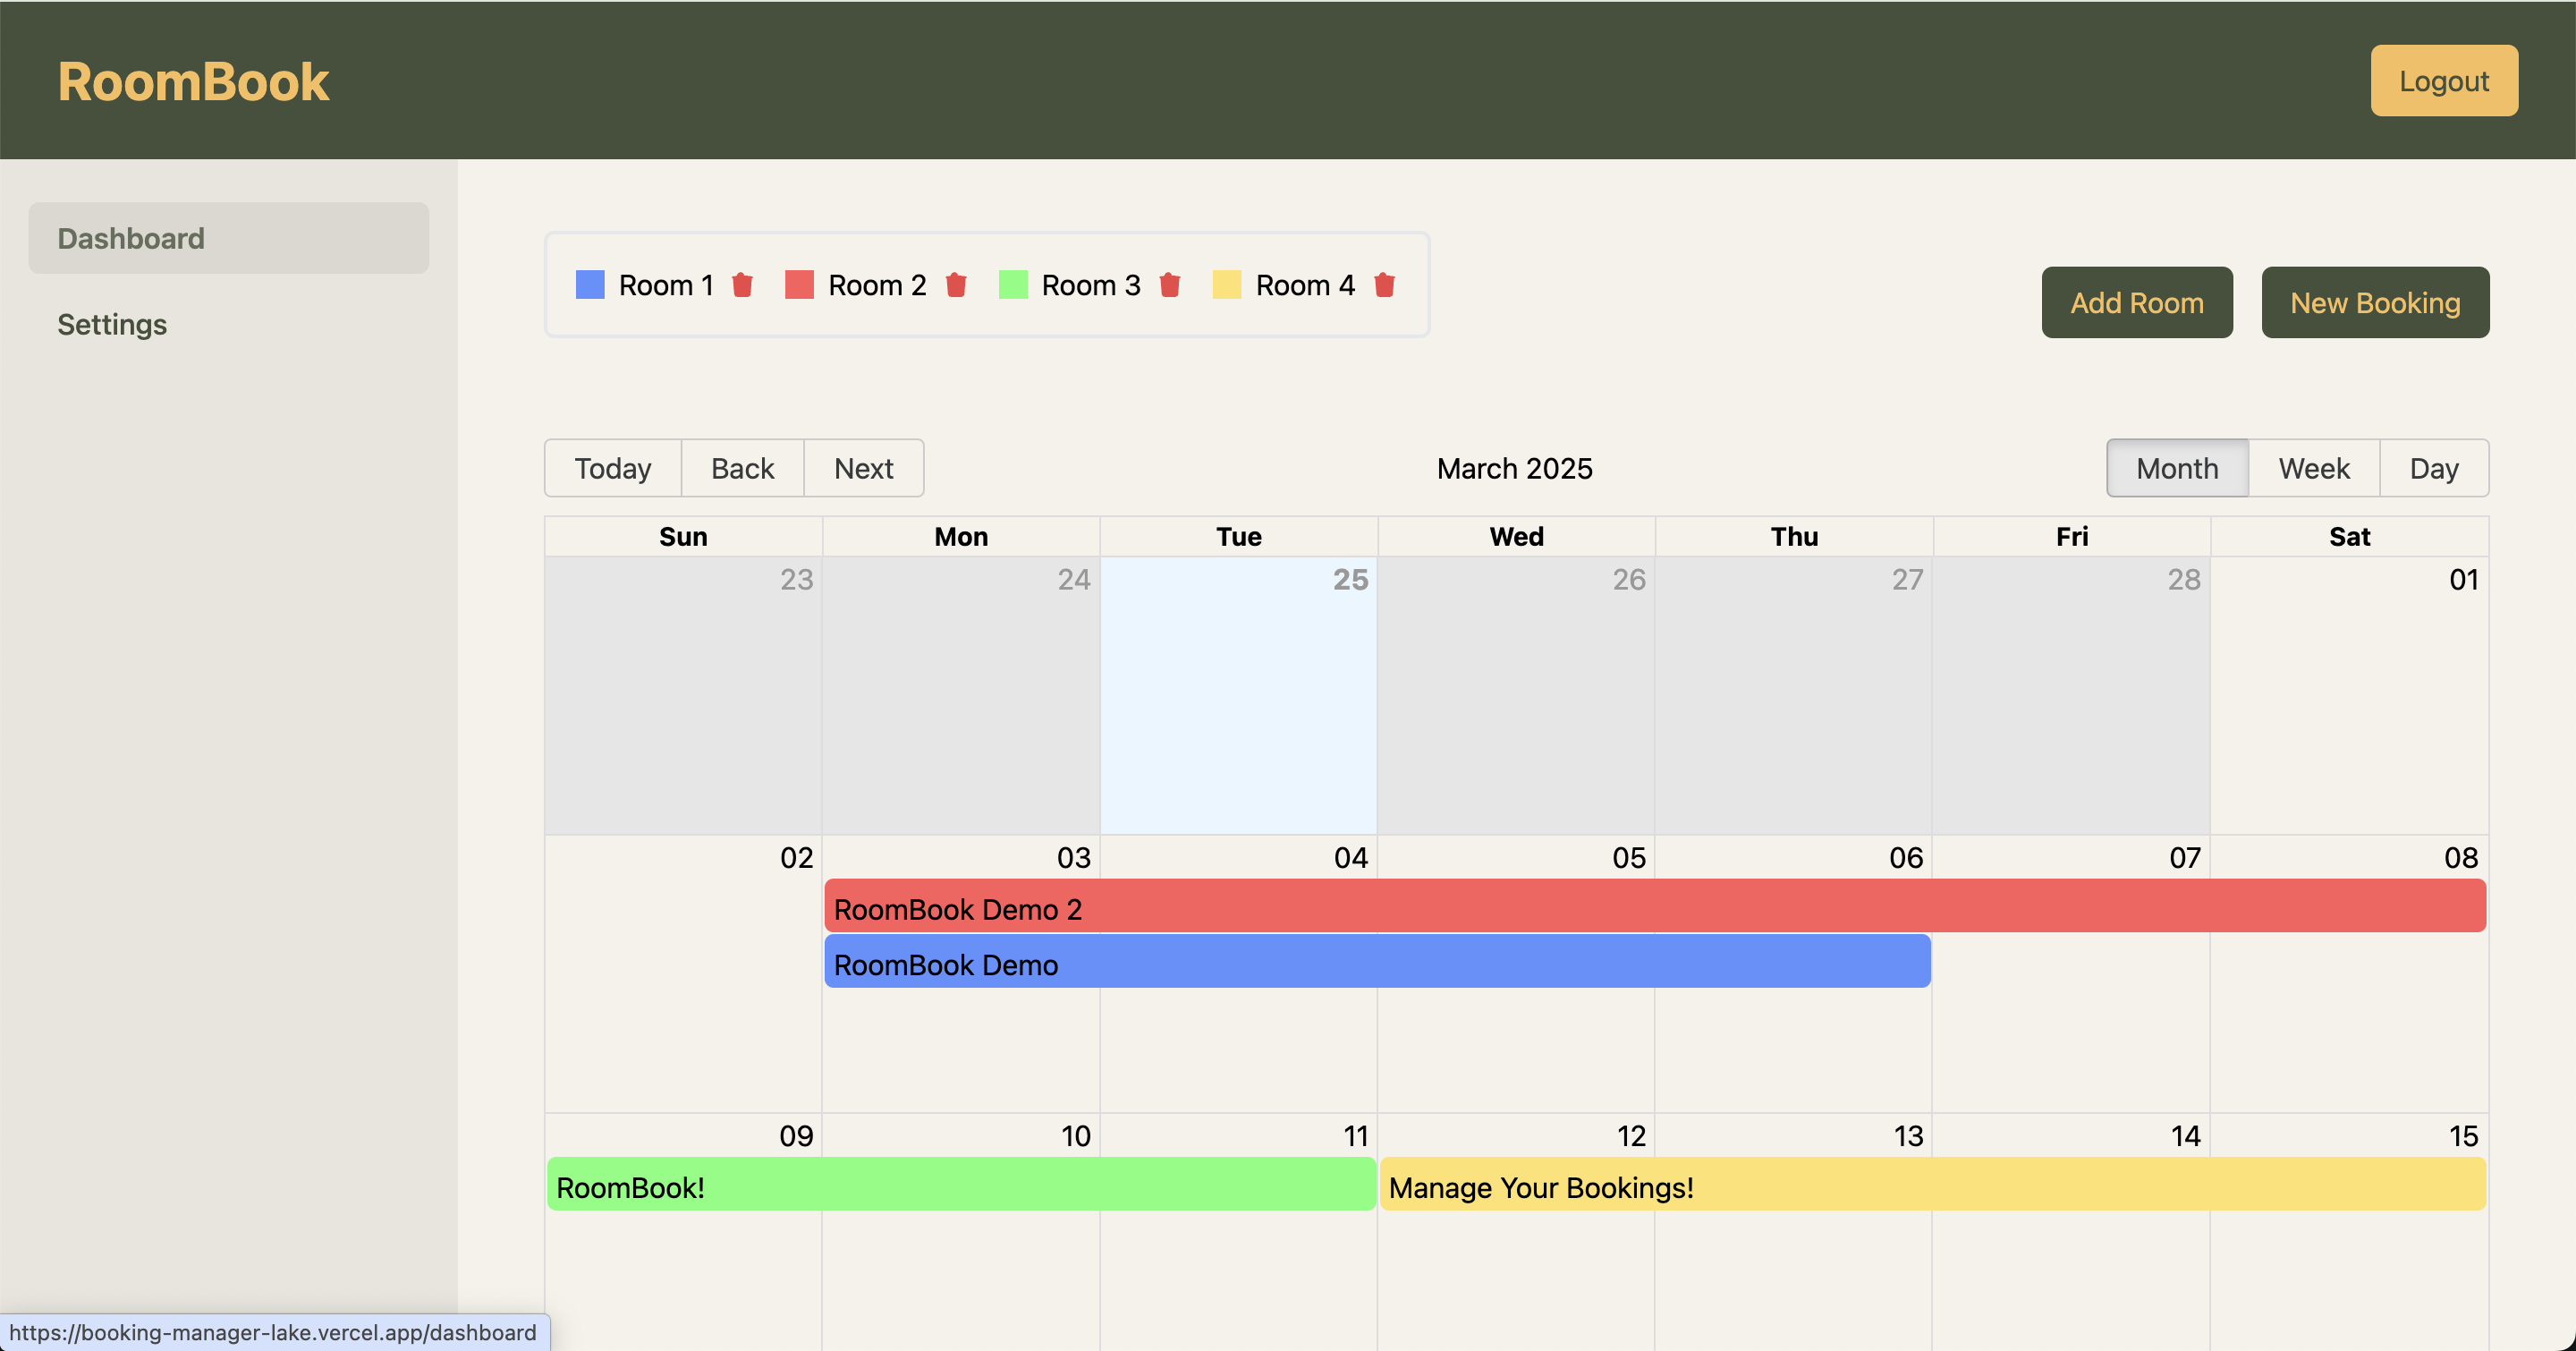 RoomBook
Logout
Dashboard
Settings
Room 1 Room 2 Room 3 Room 4
Add Room New Booking
Today Back Next March 2025 Month Week Day
Sun Mon Tue Wed Thu Fri Sat
23 24 25 26 27 28 01
02 03 04 05 06 07 08
RoomBook Demo 2
RoomBook Demo
09 10 11 12 13 14 15
RoomBook! Manage Your Bookings!
https://booking-manager-lake.vercel.app/dashboard